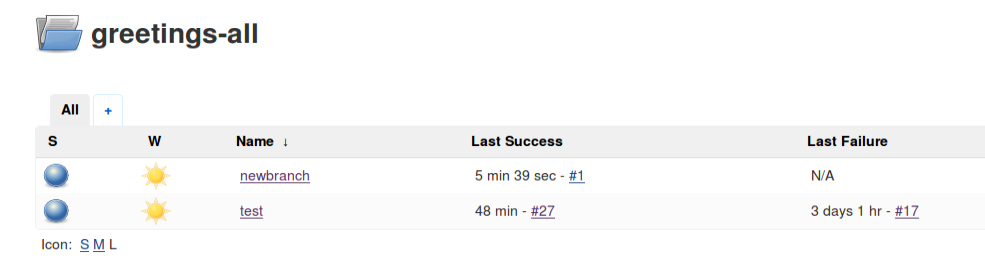 greetings-all
All +
S W Name ↓ Last Success Last Failure
newbranch 5 min 39 sec - #1 N/A
test 48 min - #27 3 days 1 hr - #17
Icon: S M L